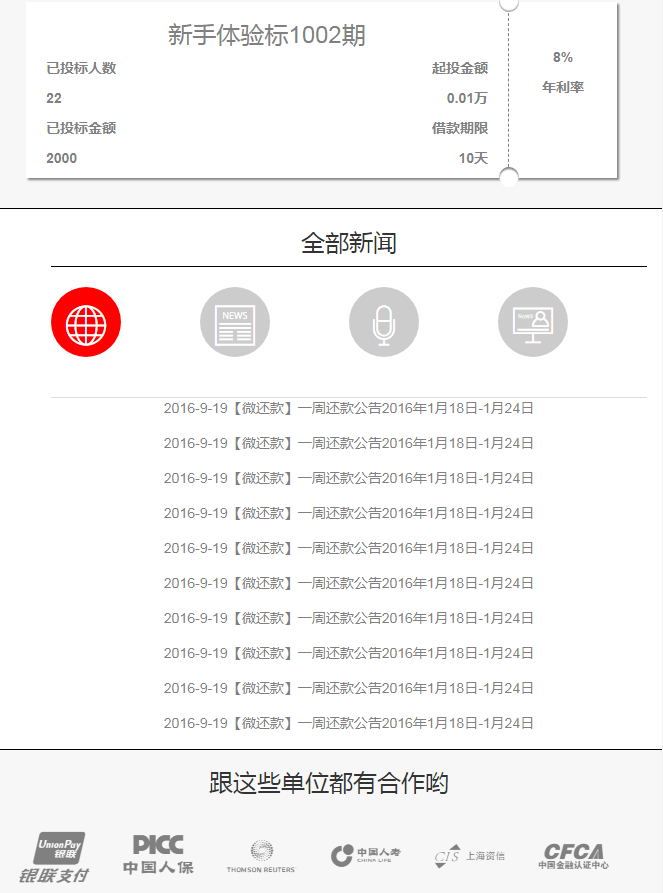 新手体验标1002期
已投标人数 起投金额
22 0.01万
已投标金额 借款期限
2000 10天
8%
年利率
全部新闻
NEWS
2016-9-19【微还款】一周还款公告2016年1月18日-1月24日
2016-9-19【微还款】一周还款公告2016年1月18日-1月24日
2016-9-19【微还款】一周还款公告2016年1月18日-1月24日
2016-9-19【微还款】一周还款公告2016年1月18日-1月24日
2016-9-19【微还款】一周还款公告2016年1月18日-1月24日
2016-9-19【微还款】一周还款公告2016年1月18日-1月24日
2016-9-19【微还款】一周还款公告2016年1月18日-1月24日
2016-9-19【微还款】一周还款公告2016年1月18日-1月24日
2016-9-19【微还款】一周还款公告2016年1月18日-1月24日
2016-9-19【微还款】一周还款公告2016年1月18日-1月24日
跟这些单位都有合作哟
UnionPay
银联
银联支付
PICC
中国人保
THOMSON REUTERS
中国人寿
CHINA LIFE
CIS 上海资信
CFCA
中国金融认证中心